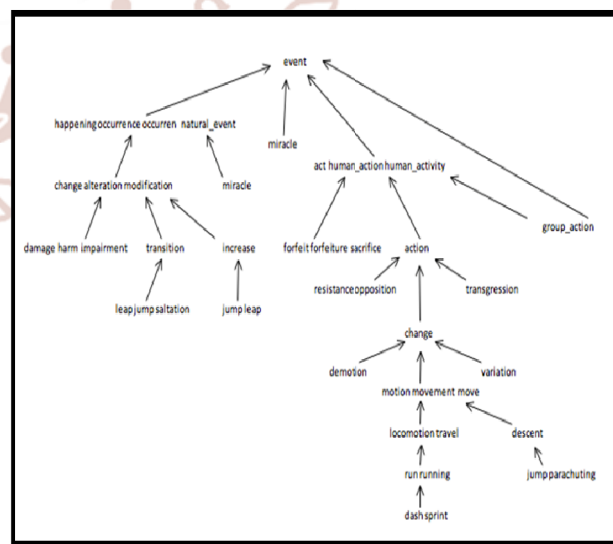 event
happening occurrence occurren natural_event
miracle
act human_action human_activity
change alteration modification
miracle
group_action
damage harm impairment
transition
increase
forfeit forfeiture sacrifice
action
resistance opposition
transgression
leap jump saltation
jump leap
change
demotion
variation
motion movement move
locomotion travel
descent
run running
jump parachuting
dash sprint